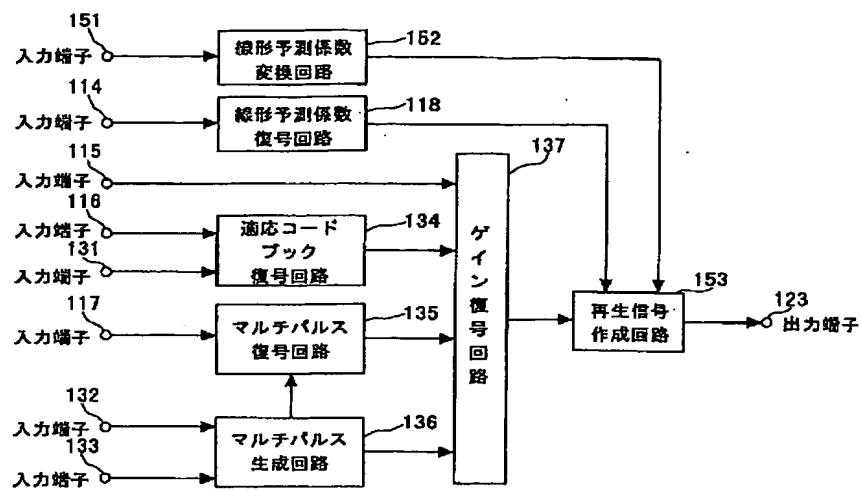 151
入力端子
線形予測係数
変換回路
152
114
入力端子
線形予測係数
復号回路
118
115
入力端子
137
116
入力端子
適応コード
ブック
復号回路
134
131
入力端子
ゲイン復号回路
153
再生信号
作成回路
123
出力端子
117
入力端子
マルチパルス
復号回路
135
132
入力端子
マルチパルス
生成回路
136
133
入力端子